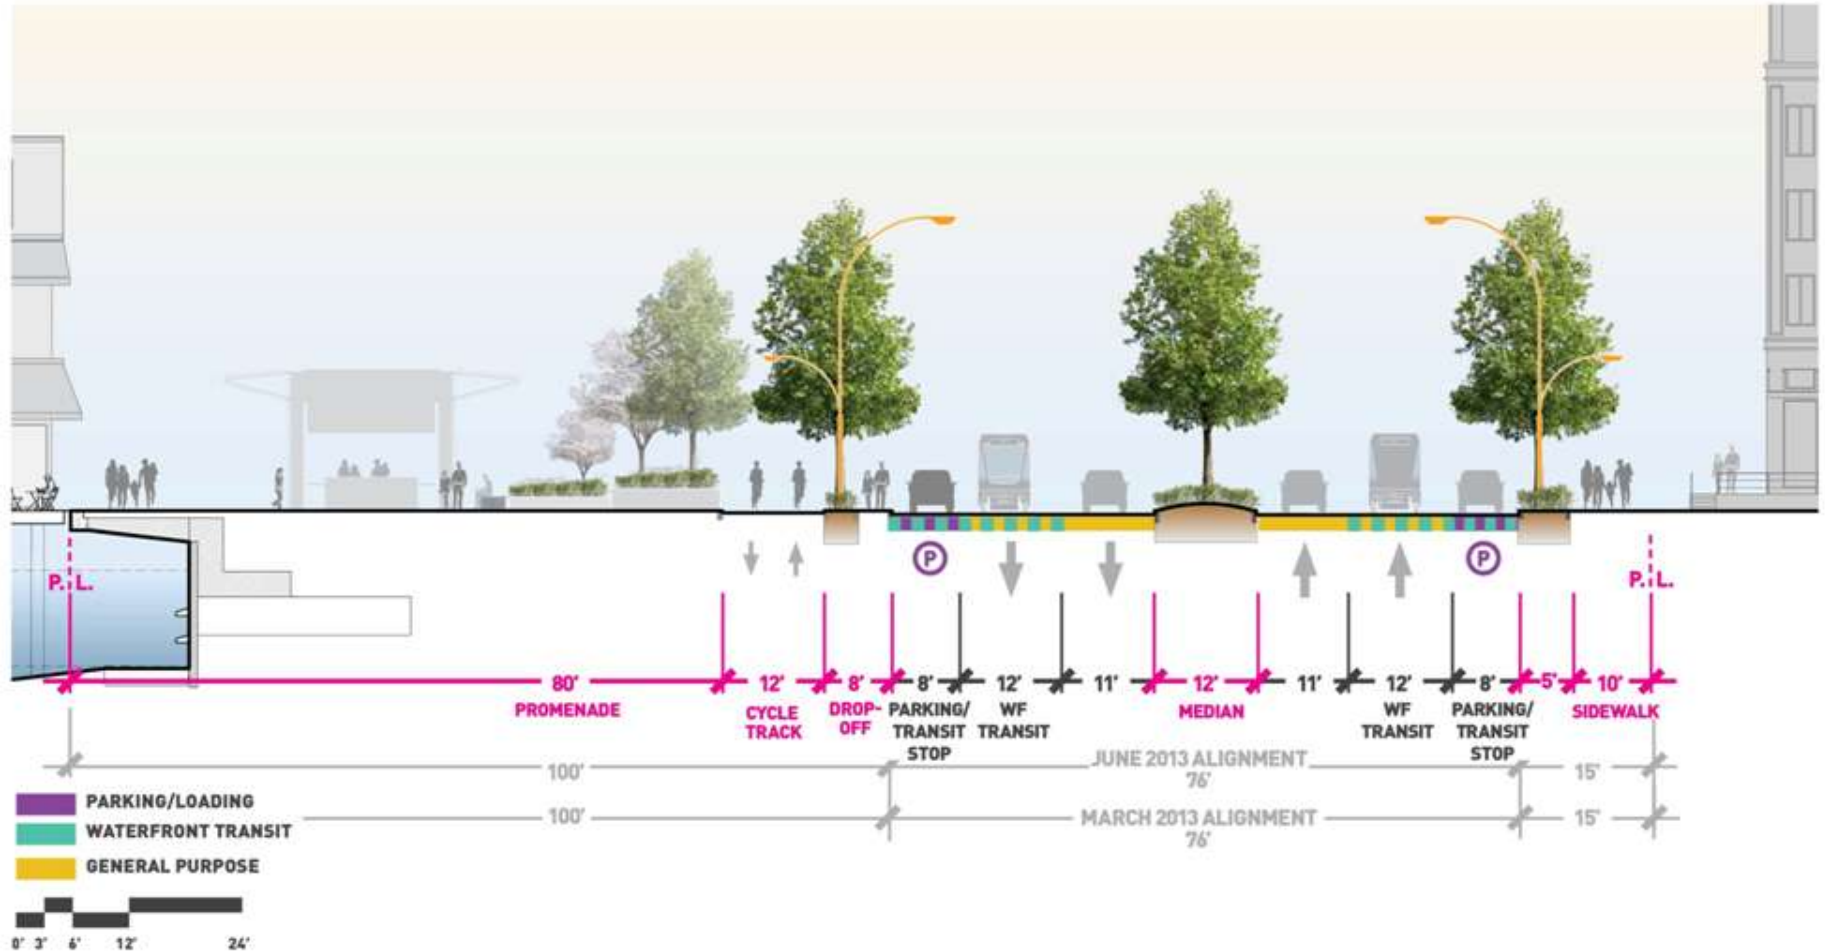 P
P
P.L.
P.L.
80'
12'
8'
8'
12'
11'
12'
11'
12'
8'
5'
10'
PROMENADE
CYCLE
TRACK
DROP-
OFF
PARKING/
TRANSIT
STOP
WF
TRANSIT
MEDIAN
WF
TRANSIT
PARKING/
TRANSIT
STOP
SIDEWALK
100'
JUNE 2013 ALIGNMENT
76'
15'
100'
MARCH 2013 ALIGNMENT
76'
15'
PARKING/LOADING
WATERFRONT TRANSIT
GENERAL PURPOSE
0' 3' 6' 12' 24'